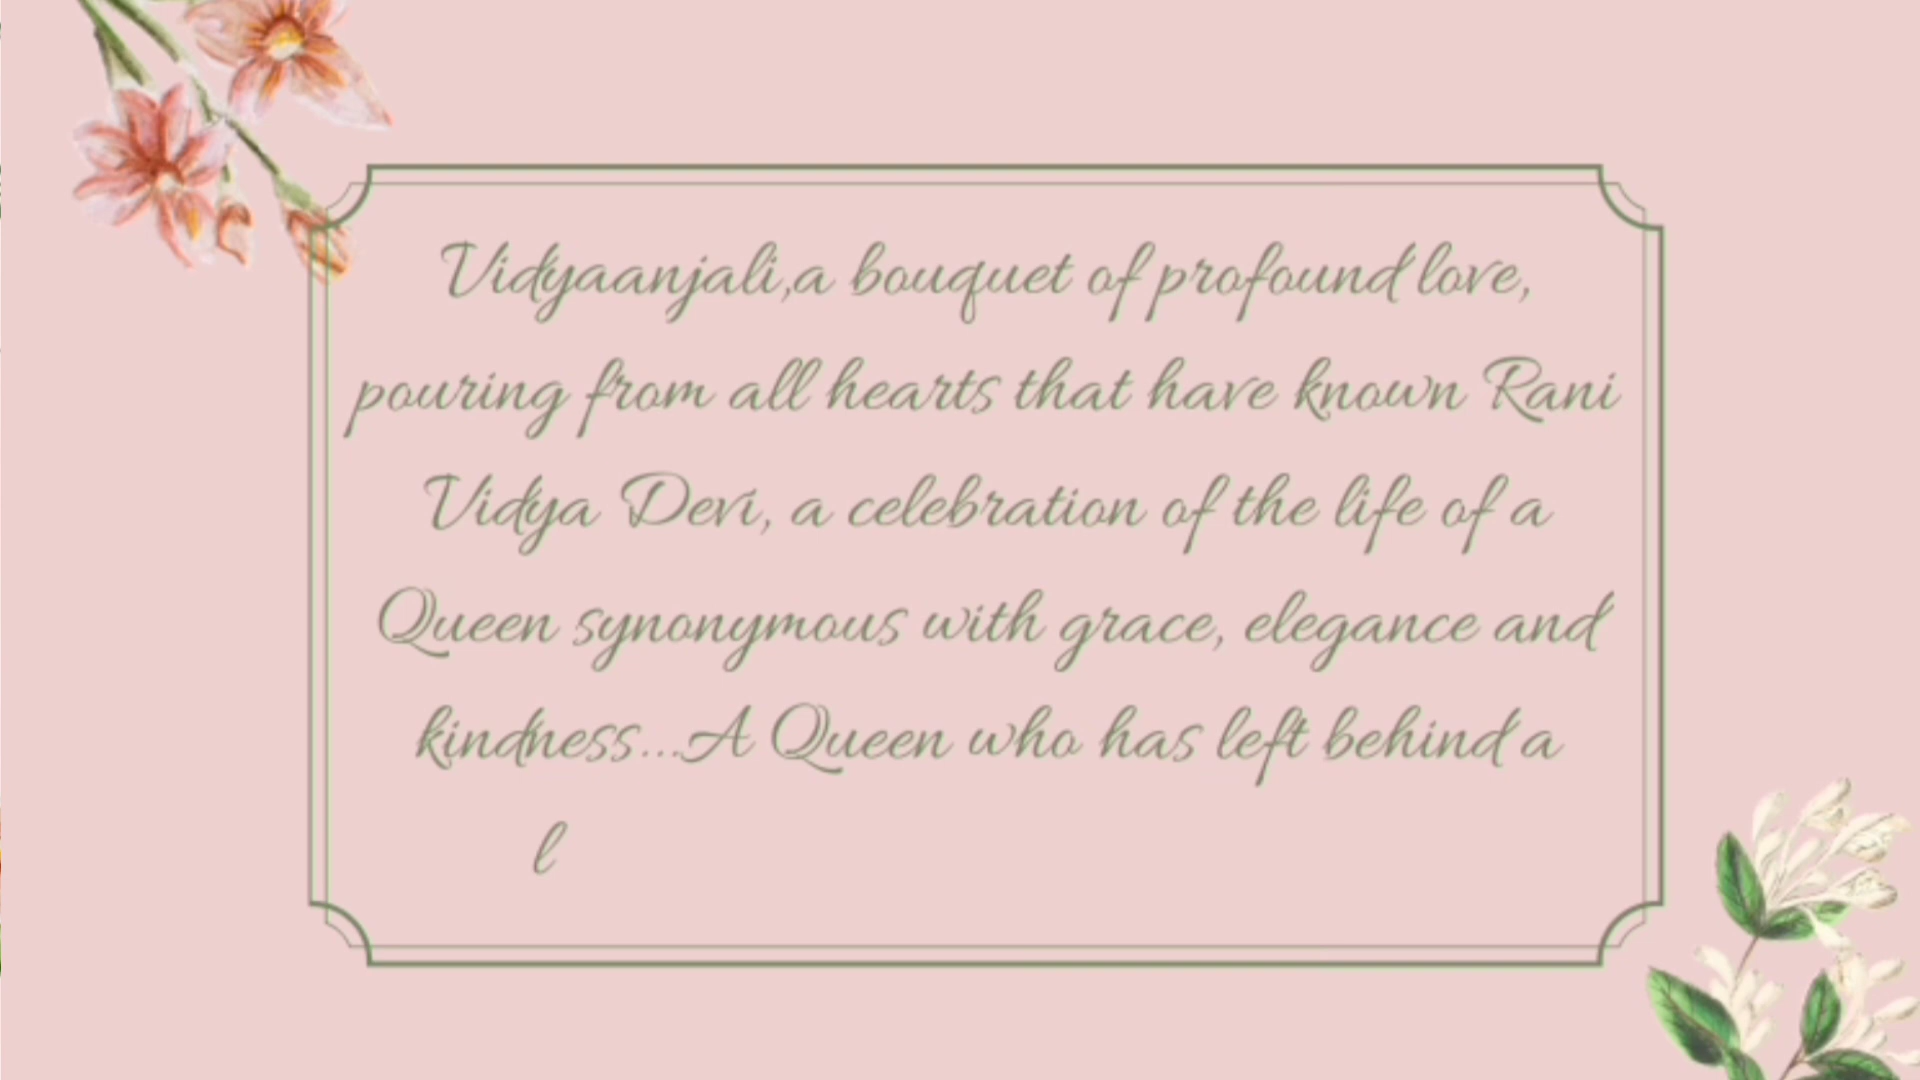 Vidyaanjali,a bouquet of profound love,
pouring from all hearts that have known Rani
Vidya Devi, a celebration of the life of a
Queen synonymous with grace, elegance and
kindness...A Queen who has left behind a
l